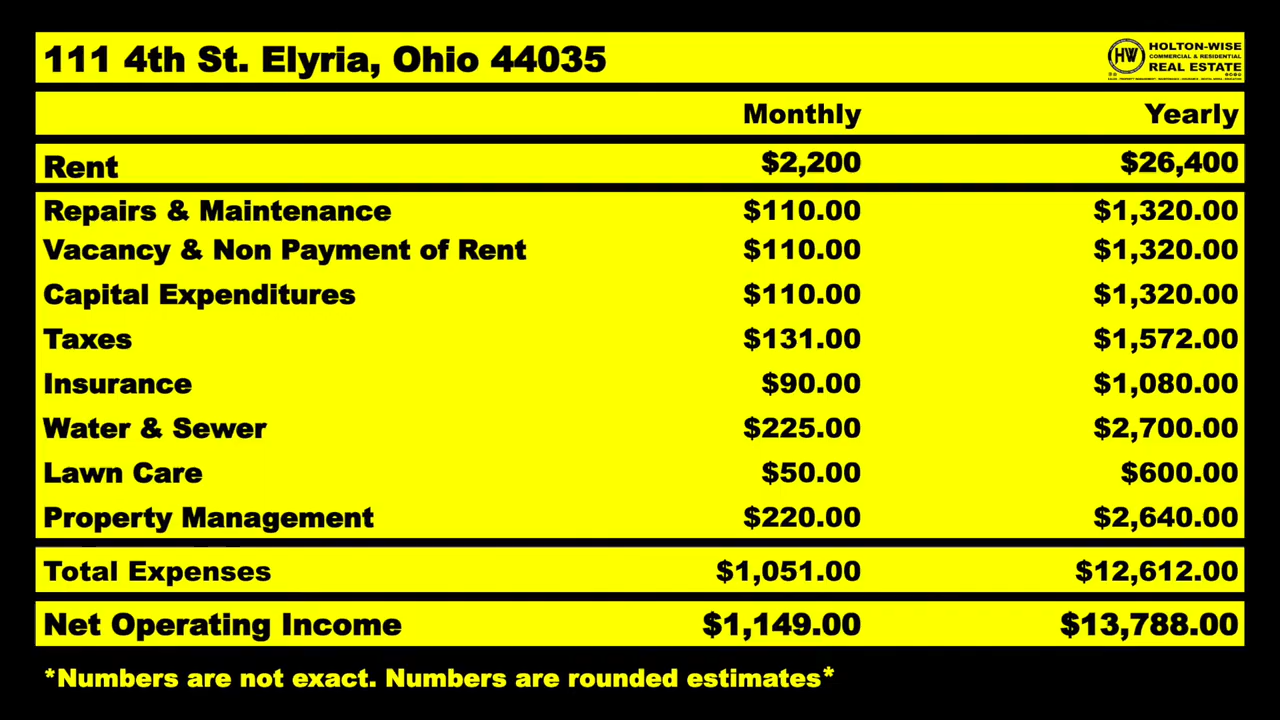 111 4th St. Elyria, Ohio 44035
HW HOLTON-WISE
COMMERCIAL & RESIDENTIAL
REAL ESTATE
Monthly Yearly
Rent $2,200 $26,400
Repairs & Maintenance $110.00 $1,320.00
Vacancy & Non Payment of Rent $110.00 $1,320.00
Capital Expenditures $110.00 $1,320.00
Taxes $131.00 $1,572.00
Insurance $90.00 $1,080.00
Water & Sewer $225.00 $2,700.00
Lawn Care $50.00 $600.00
Property Management $220.00 $2,640.00
Total Expenses $1,051.00 $12,612.00
Net Operating Income $1,149.00 $13,788.00
*Numbers are not exact. Numbers are rounded estimates*